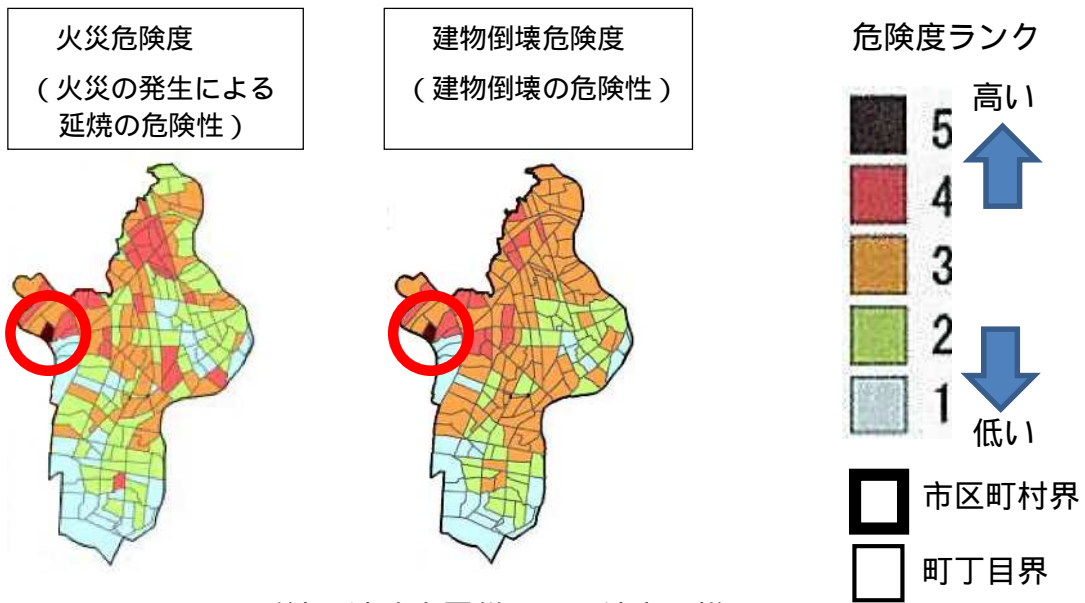 火災危険度
（火災の発生による
延焼の危険性）
建物倒壊危険度
（建物倒壊の危険性）
危険度ランク
高い
5
4
3
2
1
低い
市区町村界
町丁目界